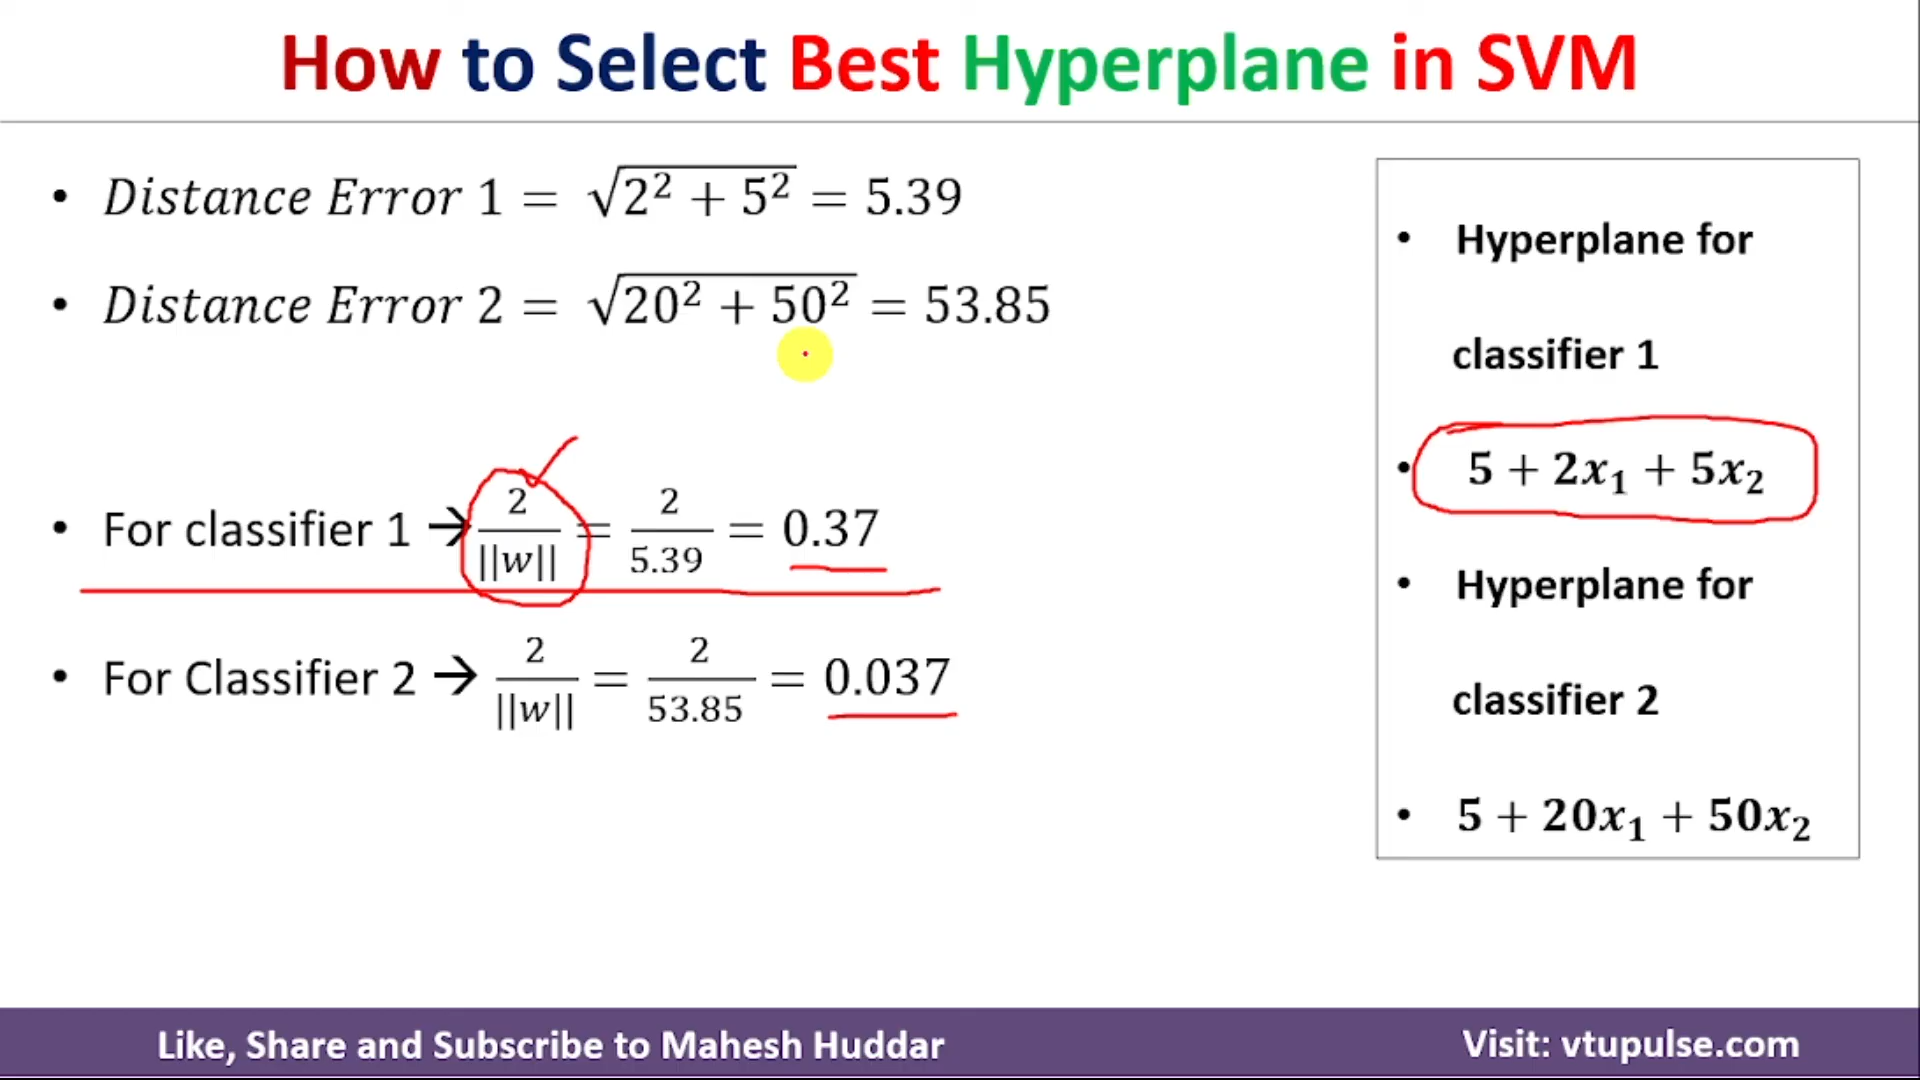 How to Select Best Hyperplane in SVM
• Distance Error 1 = √2² + 5² = 5.39
• Distance Error 2 = √20² + 50² = 53.85
• For classifier 1 → 2/||w|| = 2/5.39 = 0.37
• For Classifier 2 → 2/||w|| = 2/53.85 = 0.037
• Hyperplane for
classifier 1
• 5 + 2x₁ + 5x₂
• Hyperplane for
classifier 2
• 5 + 20x₁ + 50x₂
Like, Share and Subscribe to Mahesh Huddar
Visit: vtupulse.com